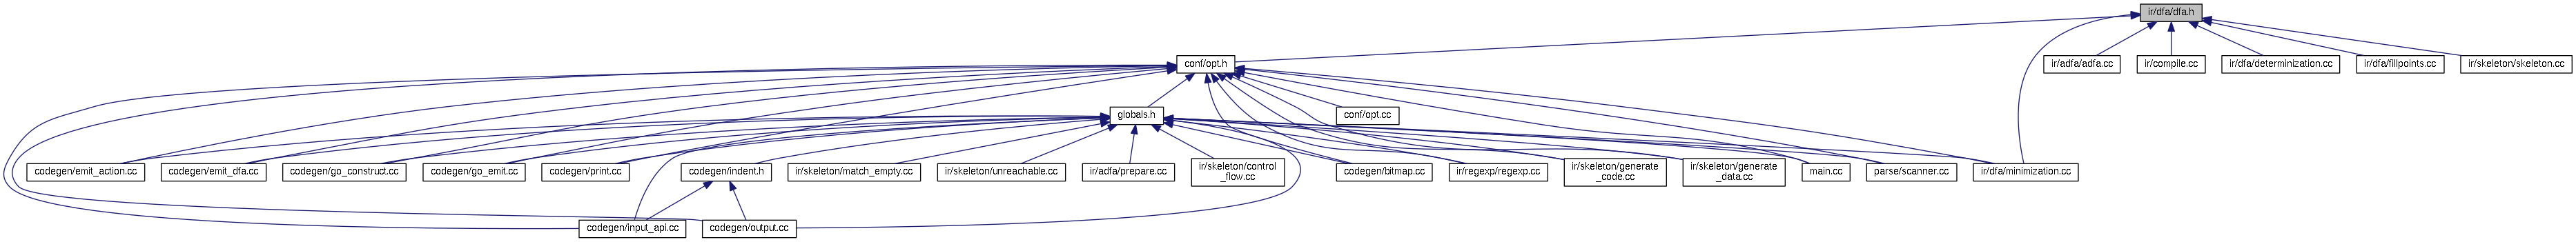 ir/dfa/dfa.h
conf/opt.h
ir/adfa/adfa.cc
ir/compile.cc
ir/dfa/determinization.cc
ir/dfa/fillpoints.cc
ir/skeleton/skeleton.cc
globals.h
conf/opt.cc
codegen/emit_action.cc
codegen/emit_dfa.cc
codegen/go_construct.cc
codegen/go_emit.cc
codegen/print.cc
codegen/indent.h
ir/skeleton/match_empty.cc
ir/skeleton/unreachable.cc
ir/adfa/prepare.cc
ir/skeleton/control
_flow.cc
codegen/bitmap.cc
ir/regexp/regexp.cc
ir/skeleton/generate
_code.cc
ir/skeleton/generate
_data.cc
main.cc
parse/scanner.cc
ir/dfa/minimization.cc
codegen/input_api.cc
codegen/output.cc